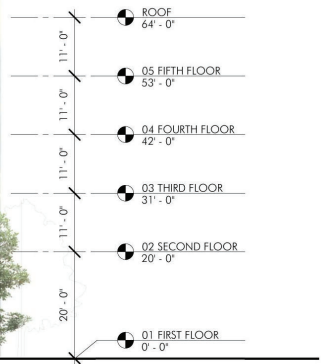 ROOF
64' - 0"
11' - 0"
05 FIFTH FLOOR
53' - 0"
11' - 0"
04 FOURTH FLOOR
42' - 0"
11' - 0"
03 THIRD FLOOR
31' - 0"
11' - 0"
02 SECOND FLOOR
20' - 0"
20' - 0"
01 FIRST FLOOR
0' - 0"